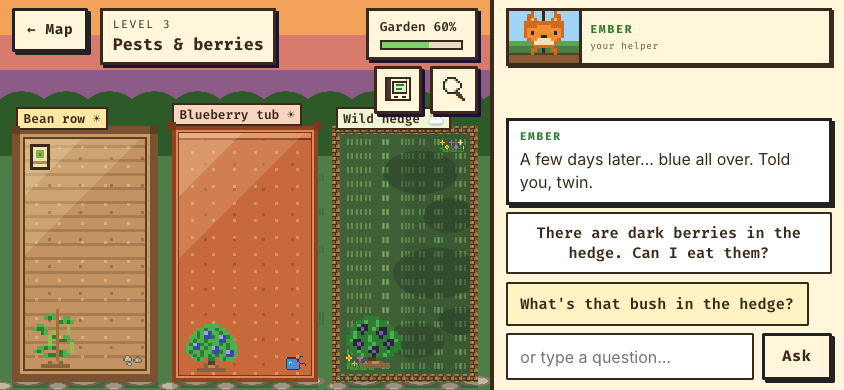 ← Map
LEVEL 3
Pests & berries
Garden 60%
Bean row ☀
Blueberry tub ☀
Wild hedge
EMBER
your helper
EMBER
A few days later... blue all over. Told
you, twin.
There are dark berries in the
hedge. Can I eat them?
What's that bush in the hedge?
or type a question...
Ask